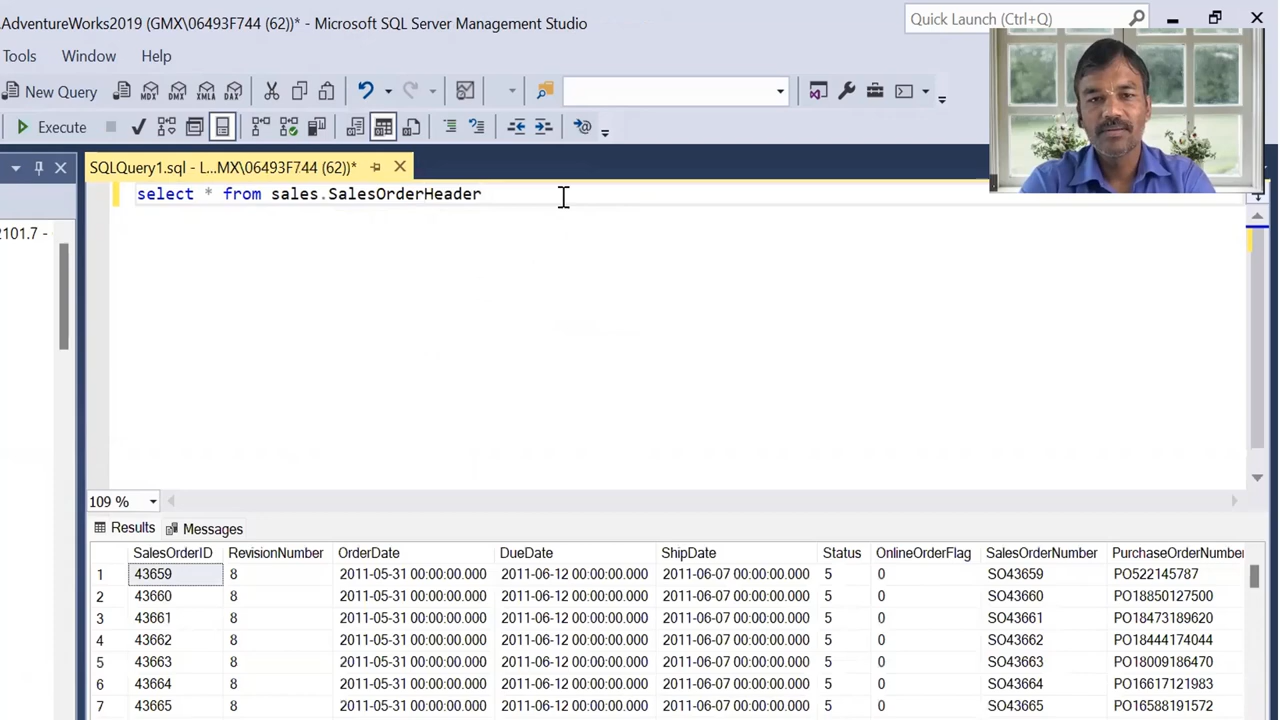 AdventureWorks2019 (GMX\06493F744 (62))* - Microsoft SQL Server Management Studio
Quick Launch (Ctrl+Q)
Tools Window Help
New Query MDX DMX XMLA DAX
Execute
SQLQuery1.sql - L...MX\06493F744 (62))*
select * from sales.SalesOrderHeader
2101.7 -
109 %
Results Messages
SalesOrderID RevisionNumber OrderDate DueDate ShipDate Status OnlineOrderFlag SalesOrderNumber PurchaseOrderNumber
1 43659 8 2011-05-31 00:00:00.000 2011-06-12 00:00:00.000 2011-06-07 00:00:00.000 5 0 SO43659 PO522145787
2 43660 8 2011-05-31 00:00:00.000 2011-06-12 00:00:00.000 2011-06-07 00:00:00.000 5 0 SO43660 PO18850127500
3 43661 8 2011-05-31 00:00:00.000 2011-06-12 00:00:00.000 2011-06-07 00:00:00.000 5 0 SO43661 PO18473189620
4 43662 8 2011-05-31 00:00:00.000 2011-06-12 00:00:00.000 2011-06-07 00:00:00.000 5 0 SO43662 PO18444174044
5 43663 8 2011-05-31 00:00:00.000 2011-06-12 00:00:00.000 2011-06-07 00:00:00.000 5 0 SO43663 PO18009186470
6 43664 8 2011-05-31 00:00:00.000 2011-06-12 00:00:00.000 2011-06-07 00:00:00.000 5 0 SO43664 PO16617121983
7 43665 8 2011-05-31 00:00:00.000 2011-06-12 00:00:00.000 2011-06-07 00:00:00.000 5 0 SO43665 PO16588191572